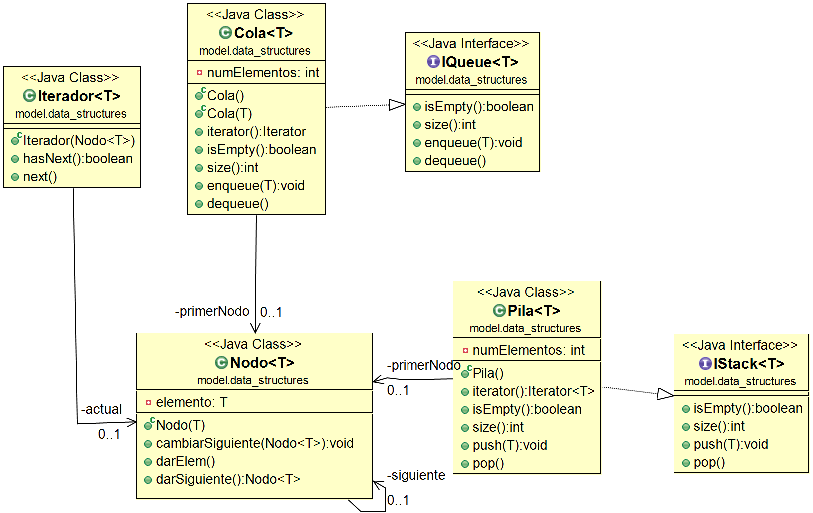 <<Java Class>>
Cola<T>
model.data_structures
numElementos: int
Cola()
Cola(T)
iterator():Iterator
isEmpty():boolean
size():int
enqueue(T):void
dequeue()
<<Java Interface>>
IQueue<T>
model.data_structures
isEmpty():boolean
size():int
enqueue(T):void
dequeue()
<<Java Class>>
Iterador<T>
model.data_structures
Iterador(Nodo<T>)
hasNext():boolean
next()
-primerNodo
0..1
<<Java Class>>
Nodo<T>
model.data_structures
elemento: T
Nodo(T)
cambiarSiguiente(Nodo<T>):void
darElem()
darSiguiente():Nodo<T>
-actual
0..1
-siguiente
0..1
-primerNodo
0..1
<<Java Class>>
Pila<T>
model.data_structures
numElementos: int
Pila()
iterator():Iterator<T>
isEmpty():boolean
size():int
push(T):void
pop()
<<Java Interface>>
IStack<T>
model.data_structures
isEmpty():boolean
size():int
push(T):void
pop()